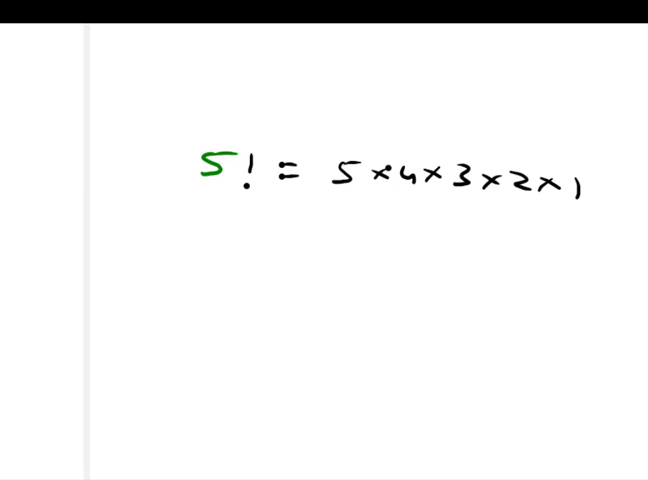 5! = 5 × 4 × 3 × 2 × 1